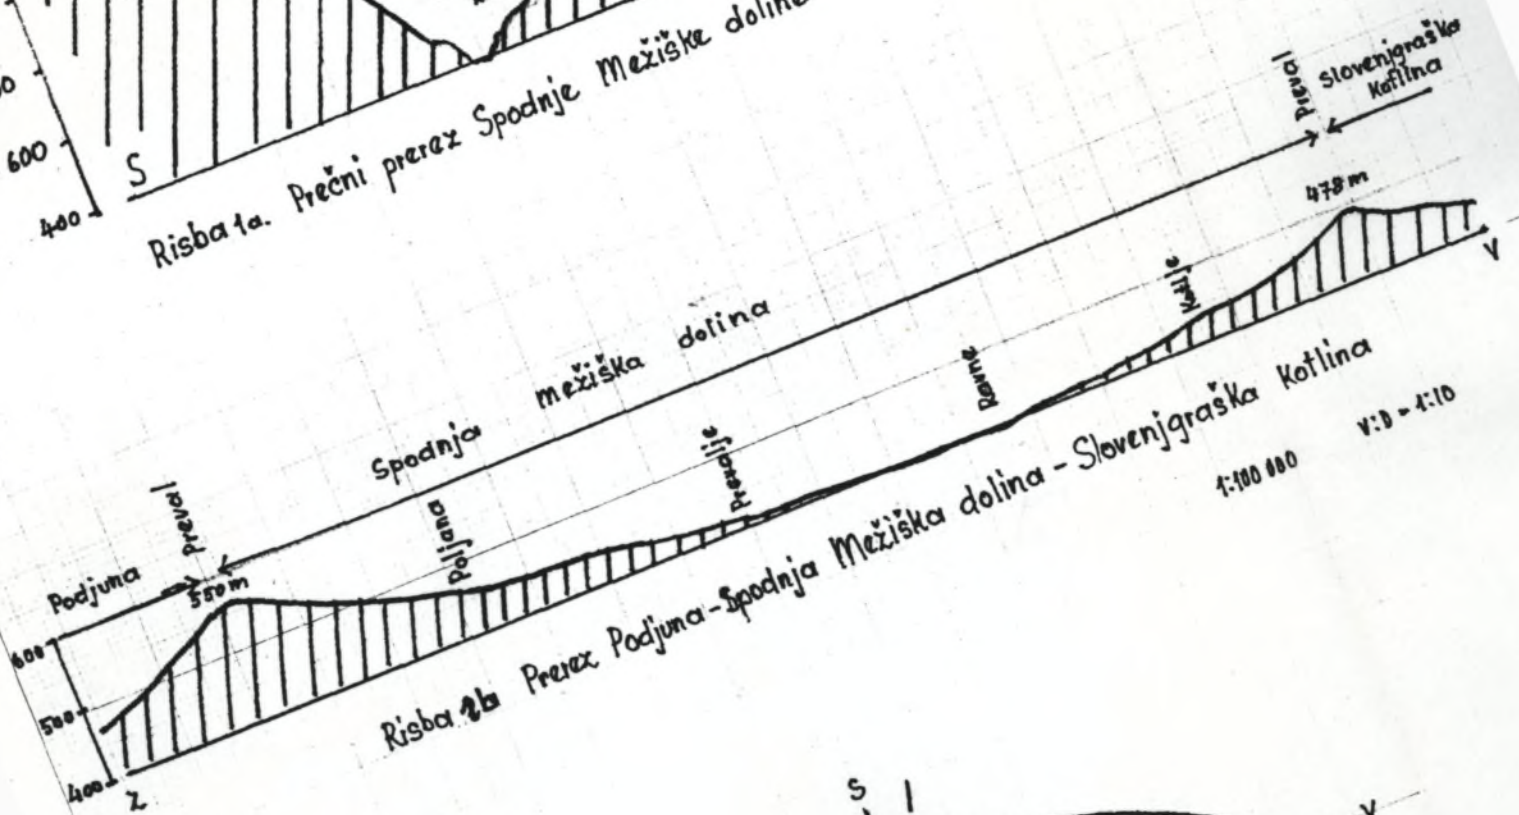 600
400
S
Risba 1a. Prečni prerez Spodnje Mežiške doline
Preval
Slovenjgraška
Kotlina
478 m
Spodnja mežiška dolina
Kotlje
Ravne
Prevalje
Poljana
Preval
Podjuna
550 m
600
500
400
Z
V
Risba 1b Prerez Podjuna-Spodnja Mežiška dolina - Slovenjgraška Kotlina
1:100 000
V:D = 1:10
S
V